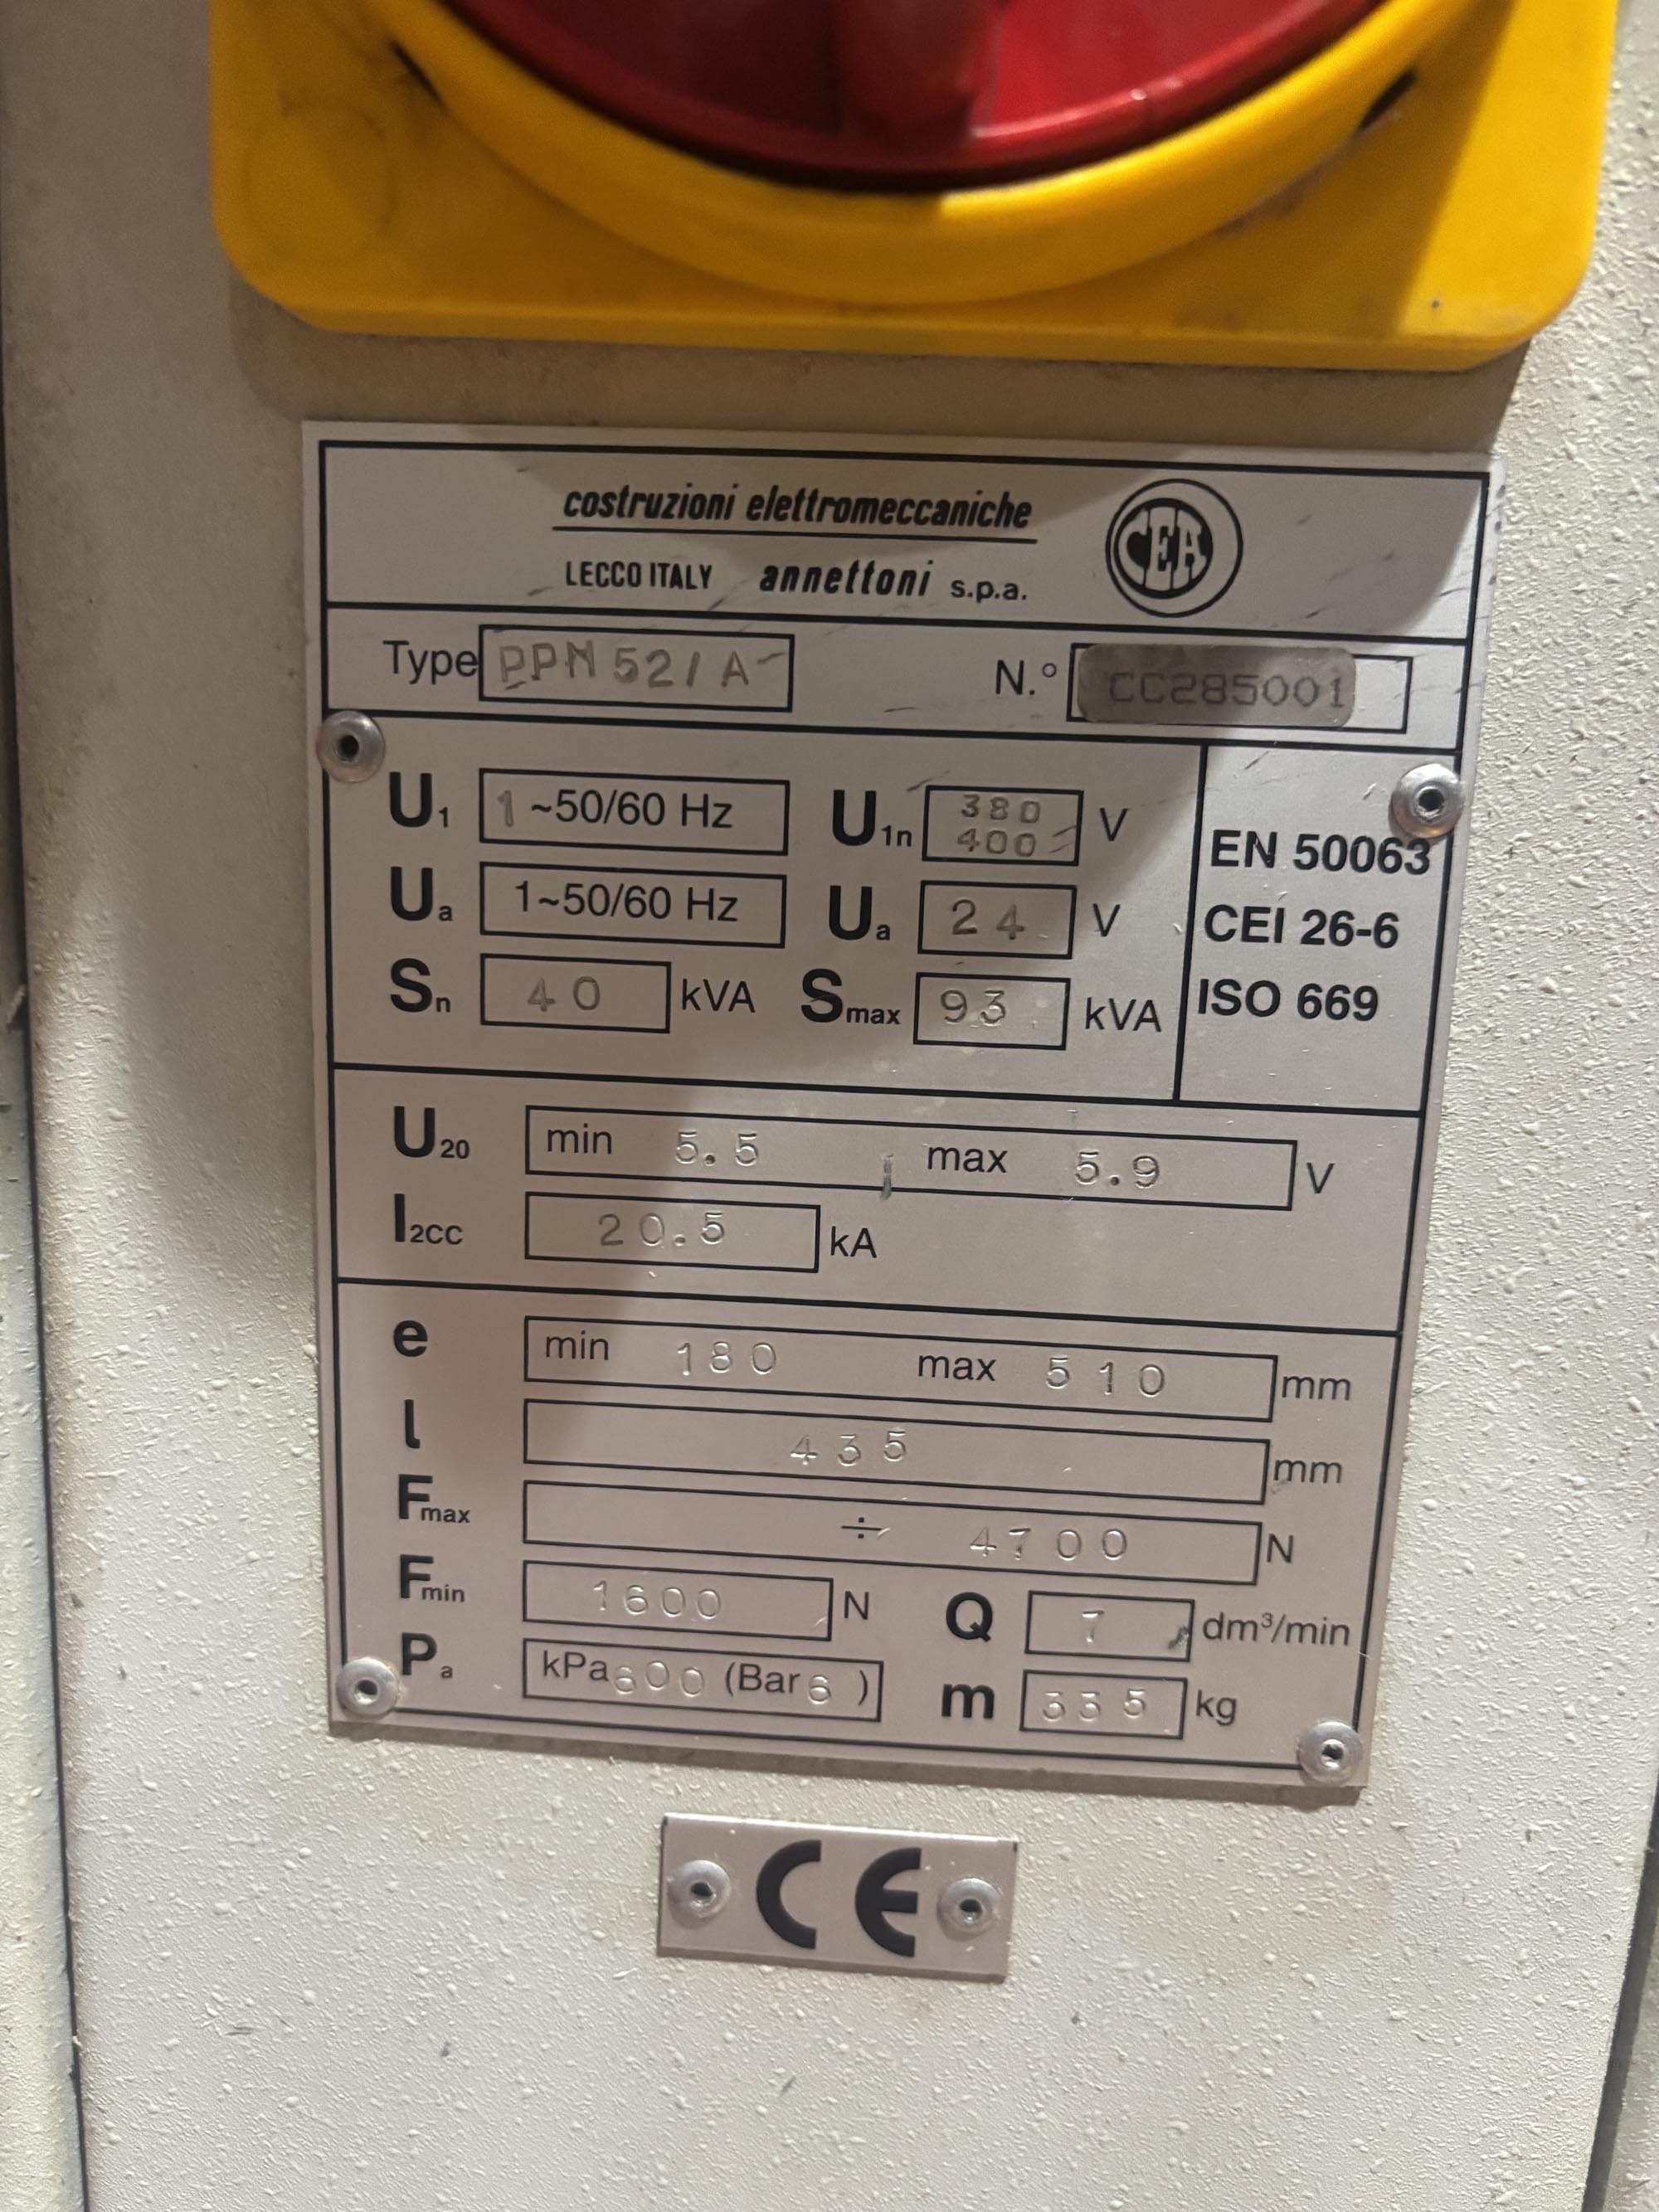 costruzioni elettromeccaniche
LECCO ITALY annettoni s.p.a.
CEA
Type PPN 52/A N.° CC285001
U1 1 ~50/60 Hz U1n 380 400 V
Ua 1~50/60 Hz Ua 24 V
Sn 40 kVA Smax 93 kVA
EN 50063
CEI 26-6
ISO 669
U20 min 5.5 max 5.9 V
I2CC 20.5 kA
e min 180 max 510 mm
l 435 mm
Fmax ÷ 4700 N
Fmin 1600 N Q 7 dm³/min
Pa kPa 600 (Bar 6 ) m 335 kg
CE